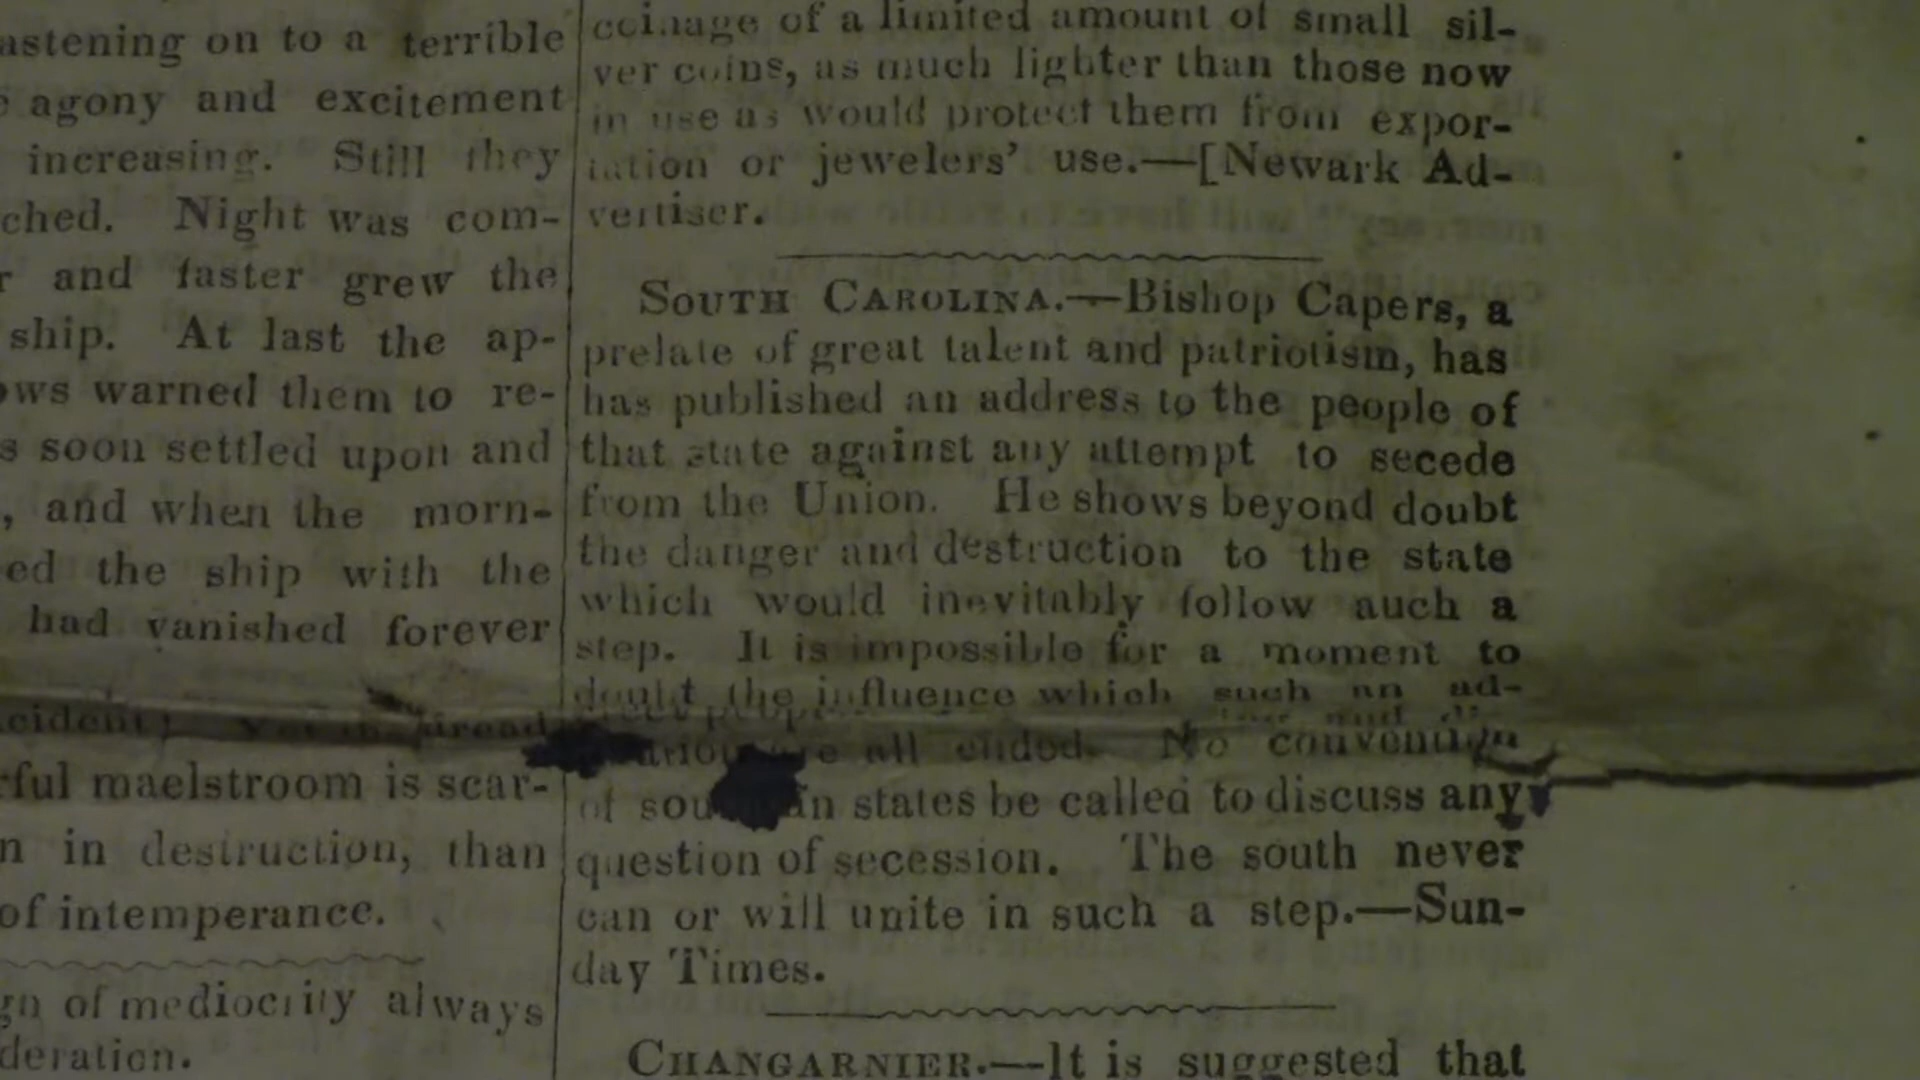 astening on to a terrible
agony and excitement
increasing. Still they
ched. Night was com-
r and faster grew the
ship. At last the ap-
ows warned them to re-
s soon settled upon and
, and when the morn-
ed the ship with the
had vanished forever
cident!
rful maelstroom is scar-
n in destruction, than
of intemperance.
gn of mediocrity always
deration.
coinage of a limited amount of small sil-
ver coins, as much lighter than those now
in use as would protect them from expor-
tation or jewelers' use.—[Newark Ad-
vertiser.
SOUTH CAROLINA.—Bishop Capers, a
prelate of great talent and patriotism, has
has published an address to the people of
that state against any attempt to secede
from the Union. He shows beyond doubt
the danger and destruction to the state
which would inevitably follow auch a
step. It is impossible for a moment to
doubt the influence which such an ad-
are all ended. No convention
of sou in states be called to discuss any
question of secession. The south never
can or will unite in such a step.—Sun-
day Times.
CHANGARNIER.—It is suggested that